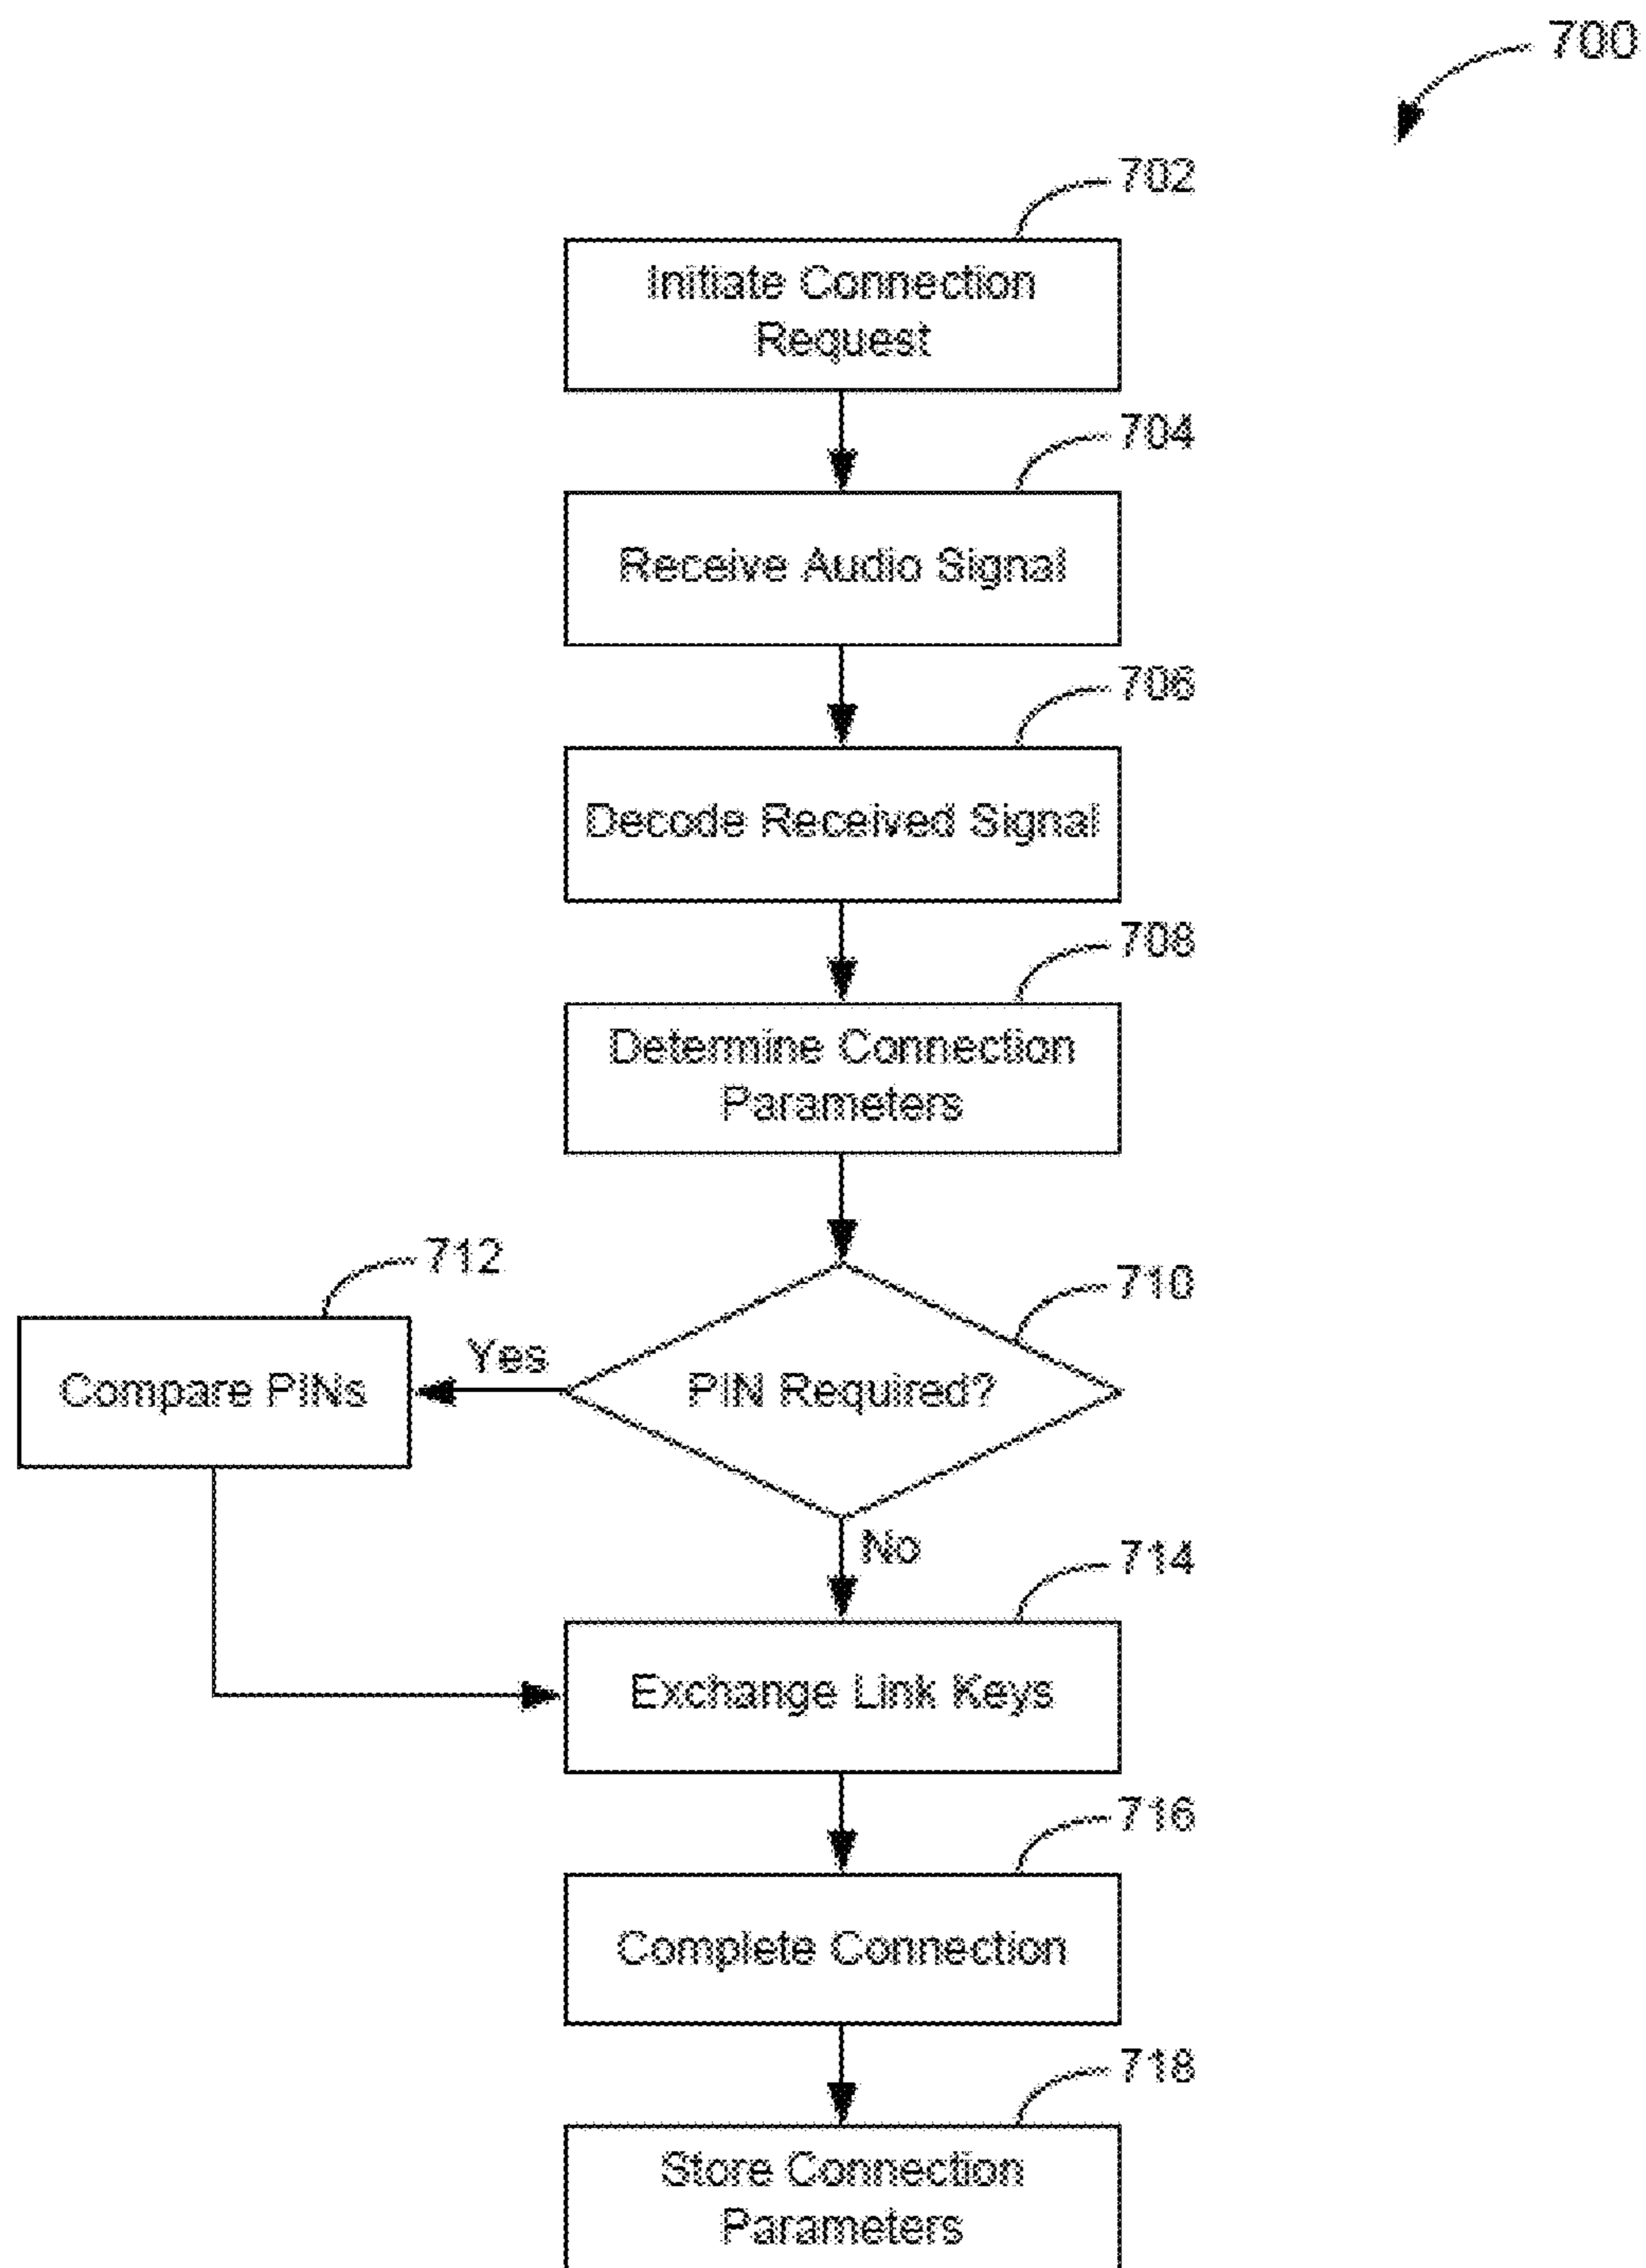 700
702
Initiate Connection
Request
704
Receive Audio Signal
706
Decode Received Signal
708
Determine Connection
Parameters
710
PIN Required?
Yes
712
Compare PINs
No
714
Exchange Link Keys
716
Complete Connection
718
Store Connection
Parameters